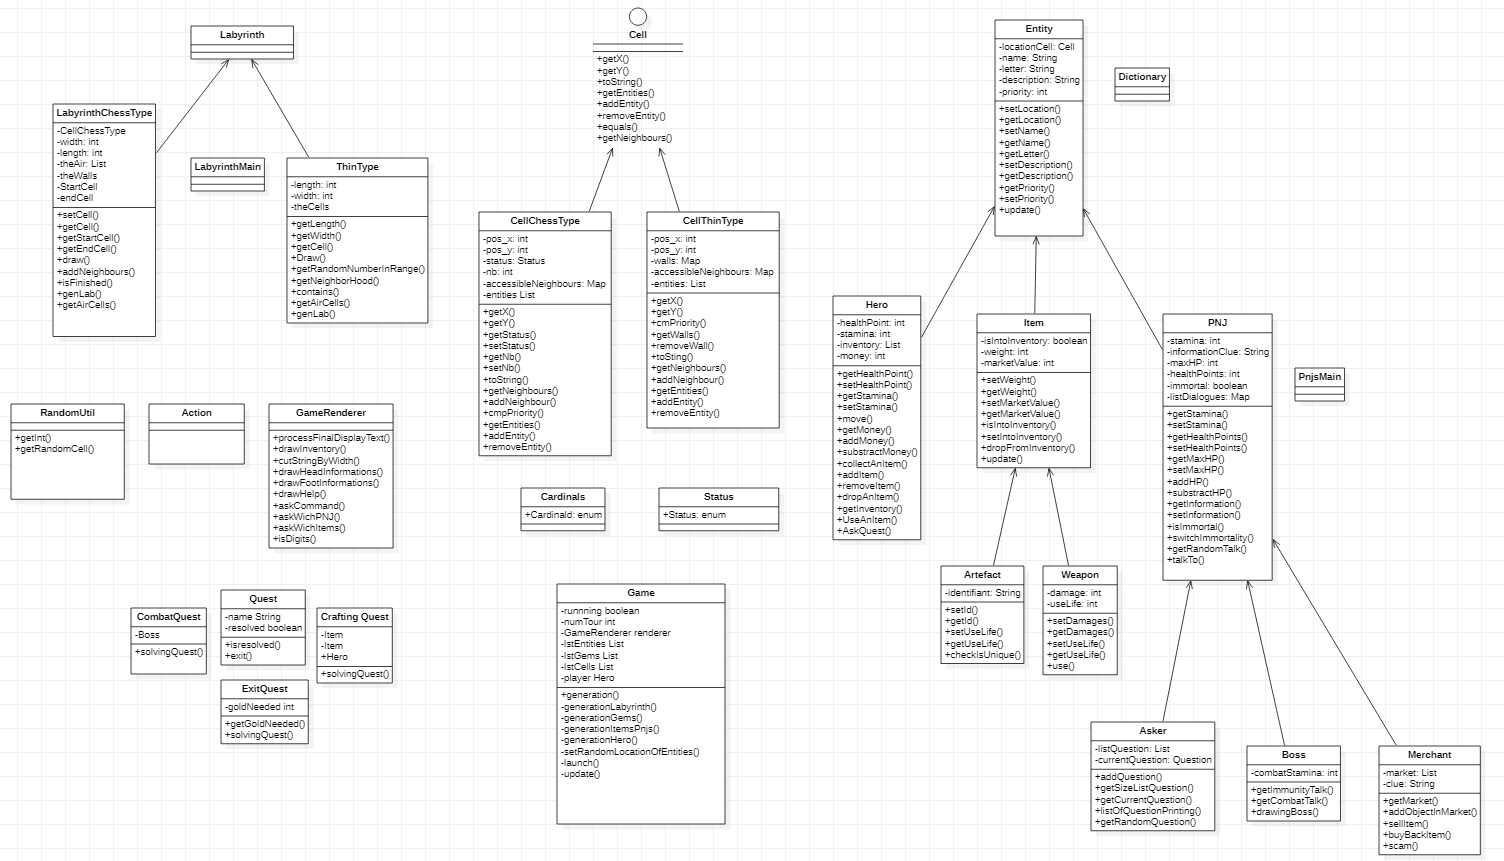 Labyrinth
LabyrinthChessType
-CellChessType
-width: int
-length: int
-theAir: List
-theWalls
-StartCell
-endCell
+setCell()
+getCell()
+getStartCell()
+getEndCell()
+draw()
+addNeighbours()
+isFinished()
+genLab()
+getAirCells()
LabyrinthMain
ThinType
-length: int
-width: int
-theCells
+getLength()
+getWidth()
+getCell()
+Draw()
+getRandomNumberInRange()
+getNeighborHood()
+contains()
+getAirCells()
+genLab()
Cell
+getX()
+getY()
+toString()
+getEntities()
+addEntity()
+removeEntity()
+equals()
+getNeighbours()
CellChessType
-pos_x: int
-pos_y: int
-status: Status
-nb: int
-accessibleNeighbours: Map
-entities List
+getX()
+getY()
+getStatus()
+setStatus()
+getNb()
+setNb()
+toString()
+getNeighbours()
+addNeighbour()
+cmpPriority()
+getEntities()
+addEntity()
+removeEntity()
CellThinType
-pos_x: int
-pos_y: int
-walls: Map
-accessibleNeighbours: Map
-entities: List
+getX()
+getY()
+cmPriority()
+getWalls()
+removeWall()
+toSting()
+getNeighbours()
+addNeighbour()
+getEntities()
+addEntity()
+removeEntity()
Entity
-locationCell: Cell
-name: String
-letter: String
-description: String
-priority: int
+setLocation()
+getLocation()
+setName()
+getName()
+getLetter()
+setDescription()
+getDescription()
+getPriority()
+setPriority()
+update()
Dictionary
Hero
-healthPoint: int
-stamina: int
-inventory: List
-money: int
+getHealthPoint()
+setHealthPoint()
+getStamina()
+setStamina()
+move()
+getMoney()
+addMoney()
+substractMoney()
+collectAnItem()
+addItem()
+removeItem()
+dropAnItem()
+getInventory()
+UseAnItem()
+AskQuest()
Item
-isIntoInventory: boolean
-weight: int
-marketValue: int
+setWeight()
+getWeight()
+setMarketValue()
+getMarketValue()
+isIntoInventory()
+setIntoInventory()
+dropFromInventory()
+update()
PNJ
-stamina: int
-informationClue: String
-maxHP: int
-healthPoints: int
-immortal: boolean
-listDialogues: Map
+getStamina()
+setStamina()
+getHealthPoints()
+setHealthPoints()
+getMaxHP()
+setMaxHP()
+addHP()
+substractHP()
+getInformation()
+setInformation()
+isImmortal()
+switchImmortality()
+getRandomTalk()
+talkTo()
PnjsMain
RandomUtil
+getInt()
+getRandomCell()
Action
GameRenderer
+processFinalDisplayText()
+drawInventory()
+cutStringByWidth()
+drawHeadInformations()
+drawFootInformations()
+drawHelp()
+askCommand()
+askWichPNJ()
+askWichItems()
+isDigits()
Cardinals
+Cardinald: enum
Status
+Status: enum
CombatQuest
-Boss
+solvingQuest()
Quest
-name String
-resolved boolean
+isresolved()
+exit()
Crafting Quest
-Item
-Item
+Hero
+solvingQuest()
ExitQuest
-goldNeeded int
+getGoldNeeded()
+solvingQuest()
Game
-runnning boolean
-numTour int
-GameRenderer renderer
-lstEntities List
-lstGems List
-lstCells List
-player Hero
+generation()
-generationLabyrinth()
-generationGems()
-generationItemsPnjs()
-generationHero()
-setRandomLocationOfEntities()
-launch()
-update()
Artefact
-identifiant: String
+setId()
+getId()
+setUseLife()
+getUseLife()
+checkIsUnique()
Weapon
-damage: int
-useLife: int
+setDamages()
+getDamages()
+setUseLife()
+getUseLife()
+use()
Asker
-listQuestion: List
-currentQuestion: Question
+addQuestion()
+getSizeListQuestion()
+getCurrentQuestion()
+listOfQuestionPrinting()
+getRandomQuestion()
Boss
-combatStamina: int
+getImmunityTalk()
+getCombatTalk()
+drawingBoss()
Merchant
-market: List
-clue: String
+getMarket()
+addObjectInMarket()
+sellItem()
+buyBackItem()
+scam()